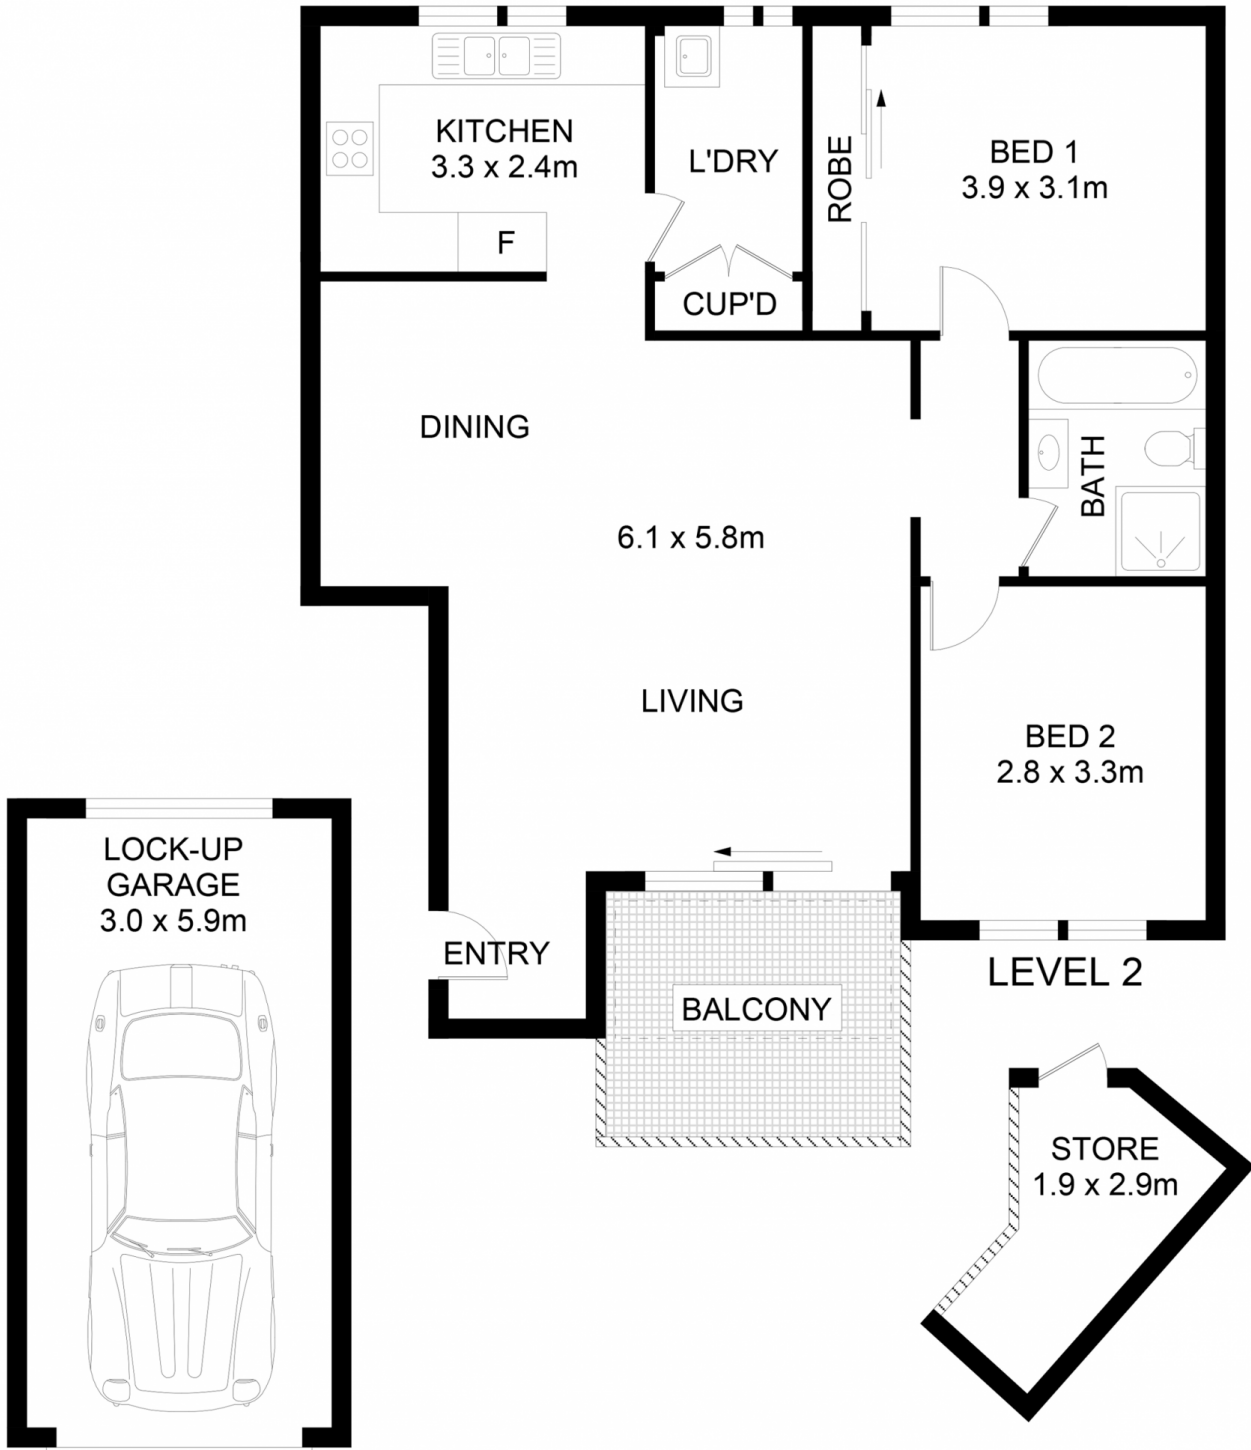 KITCHEN
3.3 x 2.4m
F
L'DRY
CUP'D
ROBE
BED 1
3.9 x 3.1m
DINING
6.1 x 5.8m
BATH
LIVING
BED 2
2.8 x 3.3m
ENTRY
BALCONY
LEVEL 2
LOCK-UP
GARAGE
3.0 x 5.9m
STORE
1.9 x 2.9m